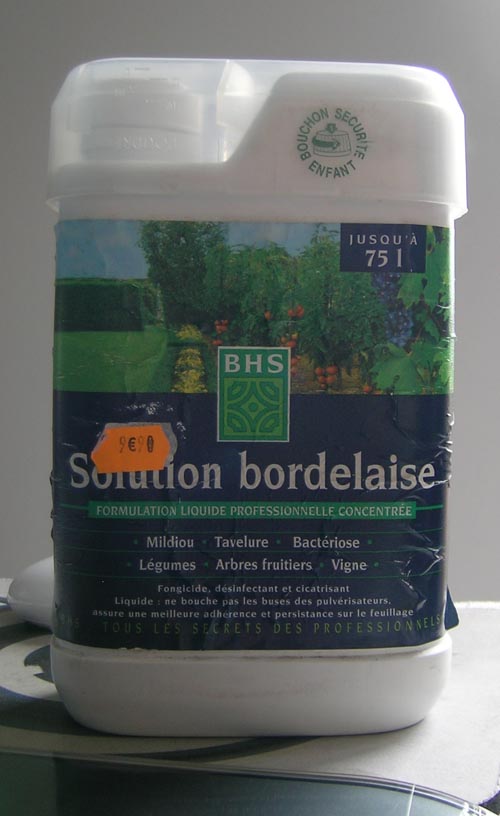 BOUCHON SECURITE
ENFANT
JUSQU'À
75 l
BHS
9€90
Solution bordelaise
FORMULATION LIQUIDE PROFESSIONNELLE CONCENTRÉE
• Mildiou • Tavelure • Bactériose •
• Légumes • Arbres fruitiers • Vigne •
Fongicide, désinfectant et cicatrisant
Liquide : ne bouche pas les buses des pulvérisateurs,
assure une meilleure adhérence et persistance sur le feuillage
BHS TOUS LES SECRETS DES PROFESSIONNELS